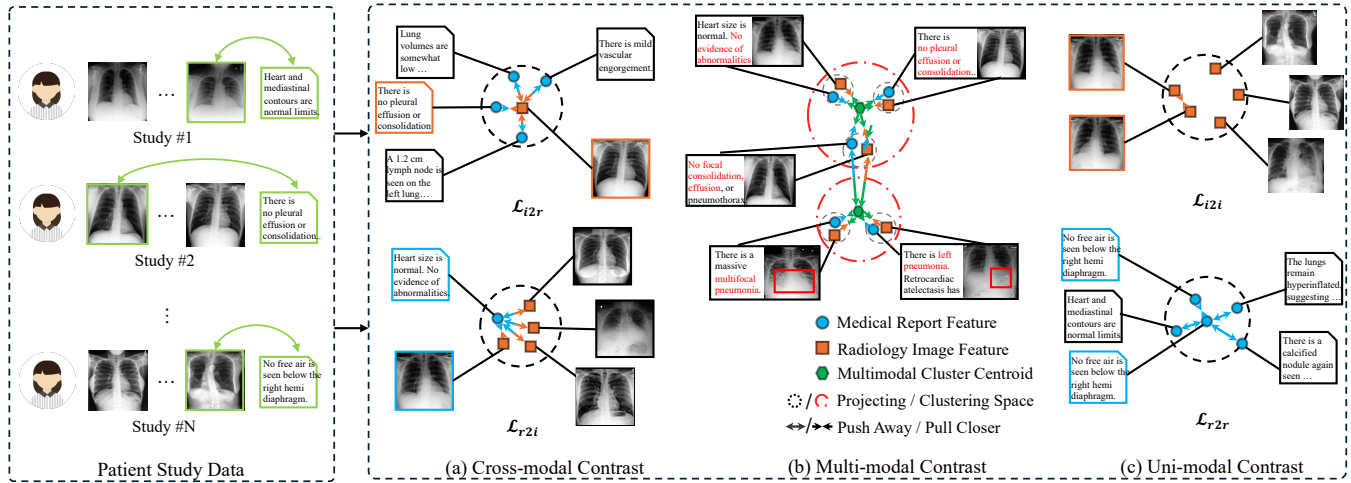 Heart and
mediastinal
contours are
normal limits.
...
Study #1
There is
no pleural
effusion or
consolidation..
...
Study #2
⋮
No free air is
seen below the
right hemi
diaphragm.
...
Study #N
Patient Study Data
Lung
volumes are
somewhat
low ...
There is mild
vascular
engorgement.
There is
no pleural
effusion or
consolidation
A 1.2 cm
lymph node is
seen on the
left lung...
ℒi2r
Heart size is
normal. No
evidence of
abnormalities.
ℒr2i
(a) Cross-modal Contrast
Heart size is
normal. No
evidence of
abnormalities
There is
no pleural
effusion or
consolidation..
No focal
consolidation,
effusion, or
pneumothorax
There is a
massive
multifocal
pneumonia.
There is left
pneumonia.
Retrocardiac
atelectasis has
Medical Report Feature
Radiology Image Feature
Multimodal Cluster Centroid
/ Projecting / Clustering Space
/ Push Away / Pull Closer
(b) Multi-modal Contrast
ℒi2i
No free air is
seen below the
right hemi
diaphragm.
Heart and
mediastinal
contours are
normal limits
No free air is
seen below the
right hemi
diaphragm.
The lungs
remain
hyperinflated,
suggesting ...
There is a
calcified
nodule again
seen ...
ℒr2r
(c) Uni-modal Contrast